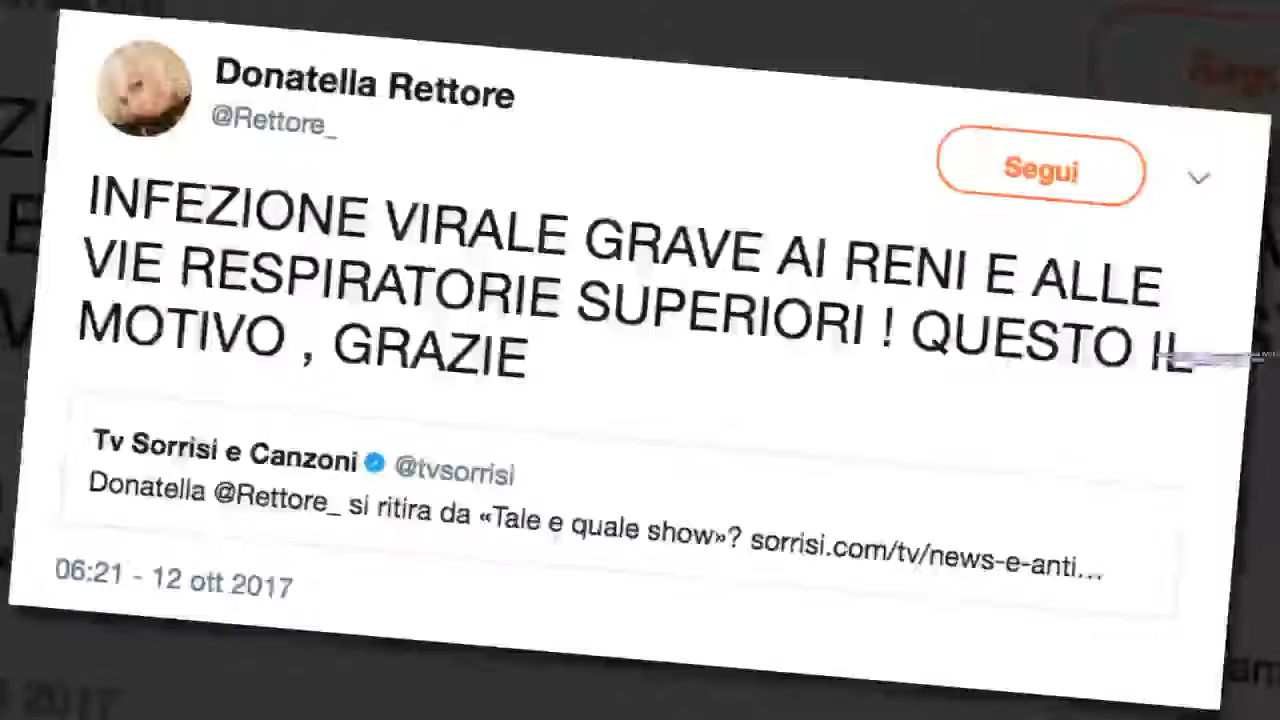 Donatella Rettore
@Rettore_
Segui
INFEZIONE VIRALE GRAVE AI RENI E ALLE
VIE RESPIRATORIE SUPERIORI ! QUESTO IL
MOTIVO , GRAZIE
Tv Sorrisi e Canzoni @tvsorrisi
Donatella @Rettore_ si ritira da «Tale e quale show»? sorrisi.com/tv/news-e-anti...
06:21 - 12 ott 2017
2017